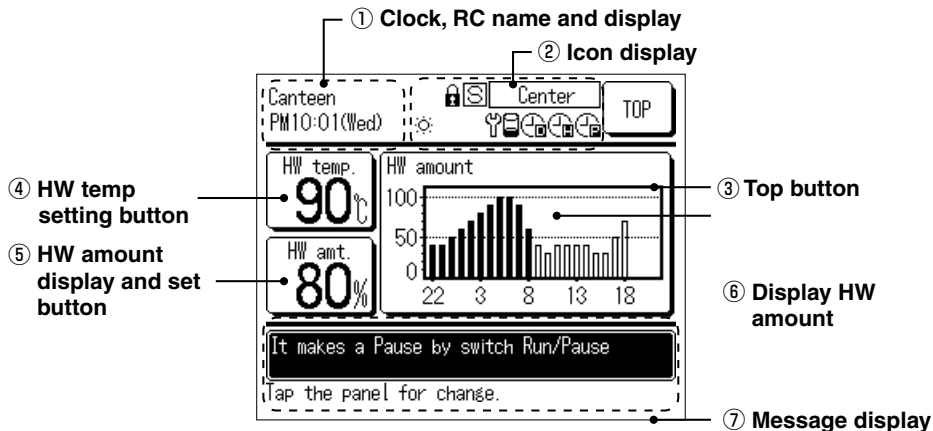 ① Clock, RC name and display
② Icon display
Canteen
PM10:01(Wed)
S
Center
TOP
HW temp.
90℃
HW amount
100
50
0
22 3 8 13 18
HW amt.
80%
③ Top button
④ HW temp
setting button
⑤ HW amount
display and set
button
⑥ Display HW
amount
It makes a Pause by switch Run/Pause
Tap the panel for change.
⑦ Message display